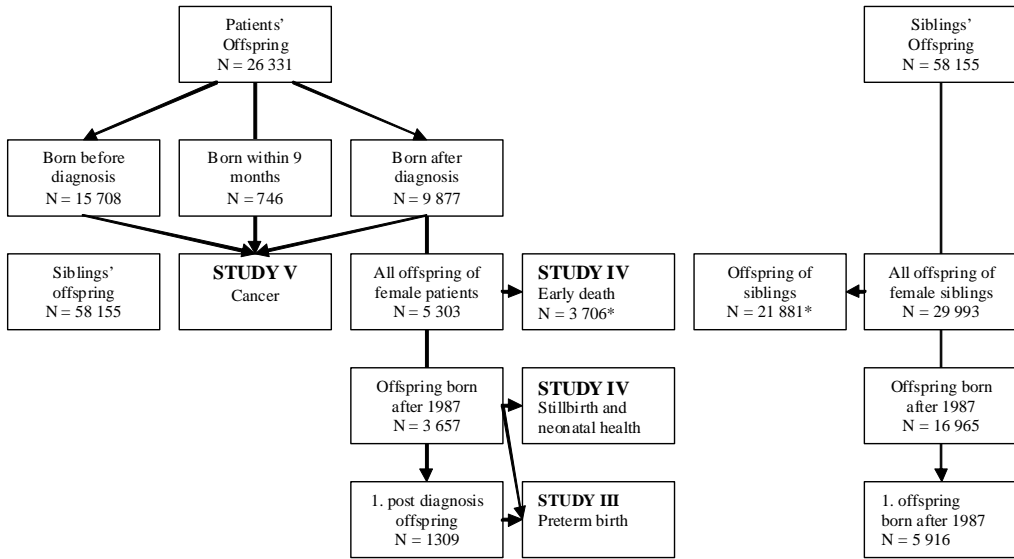 Patients'
Offspring
N = 26 331
Siblings'
Offspring
N = 58 155
Born before
diagnosis
N = 15 708
Born within 9
months
N = 746
Born after
diagnosis
N = 9 877
Siblings'
offspring
N = 58 155
STUDY V
Cancer
All offspring of
female patients
N = 5 303
STUDY IV
Early death
N = 3 706*
Offspring of
siblings
N = 21 881*
All offspring of
female siblings
N = 29 993
Offspring born
after 1987
N = 3 657
STUDY IV
Stillbirth and
neonatal health
Offspring born
after 1987
N = 16 965
1. post diagnosis
offspring
N = 1309
STUDY III
Preterm birth
1. offspring
born after 1987
N = 5 916